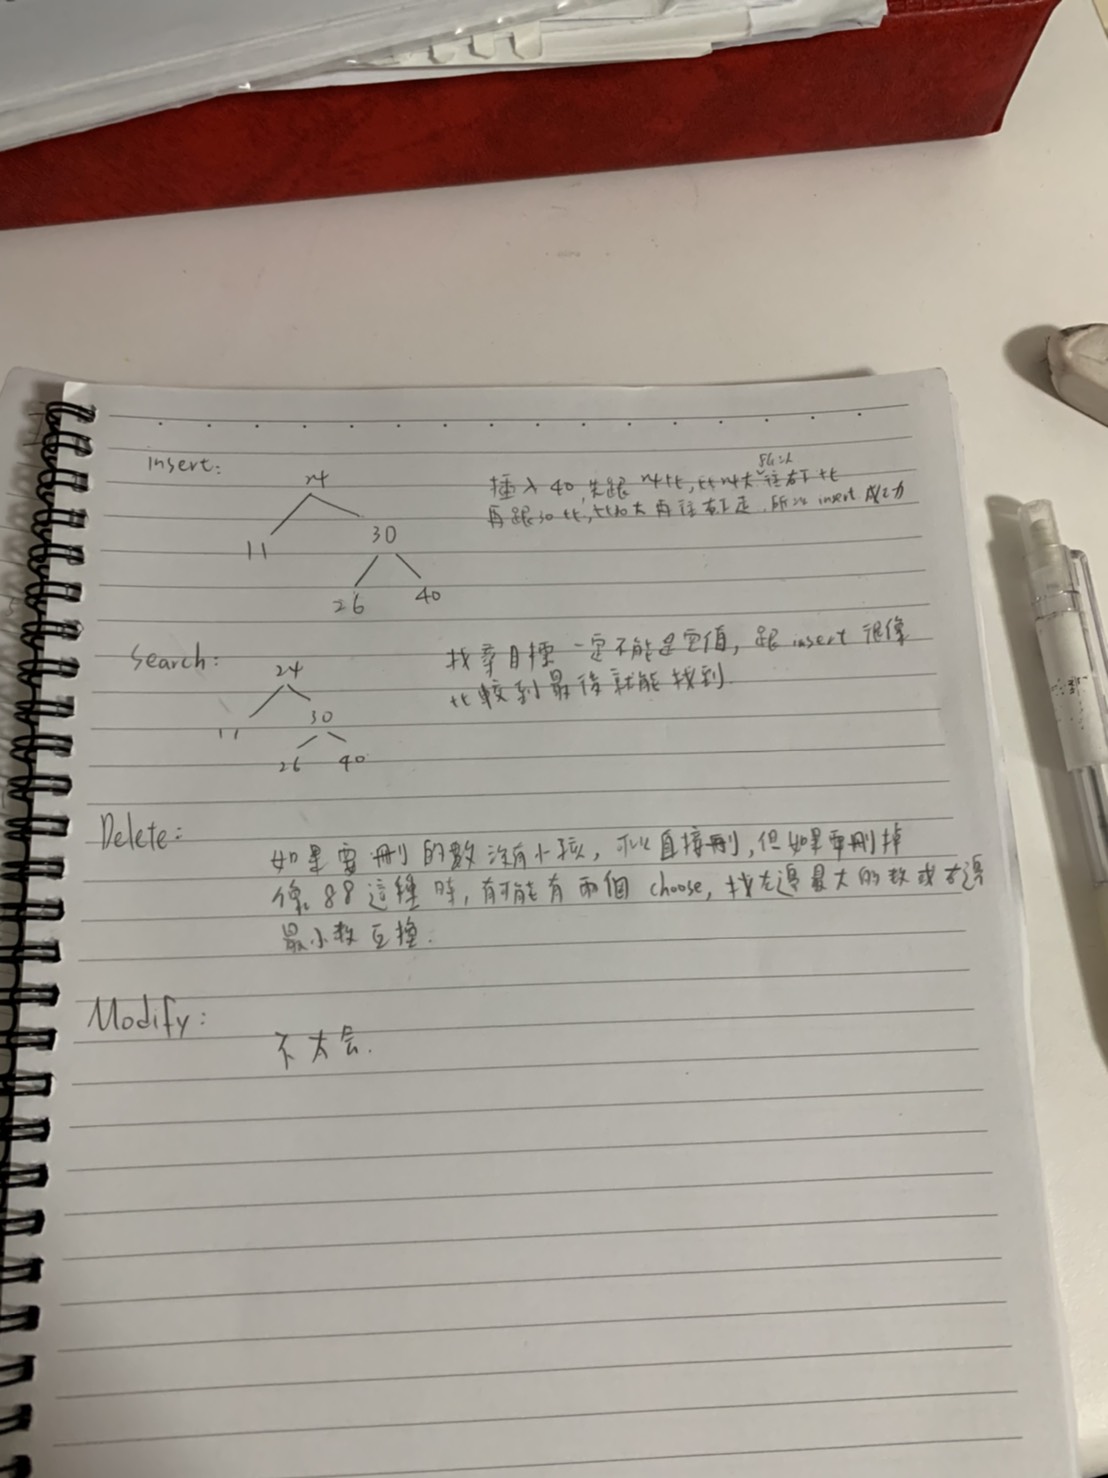 insert:
24
11
30
26
40
所以
插入 40, 先跟 24比, 比24大 往右下 比
再跟30比, 比30大 再往右下走, 所以 insert 成功
Search:
24
11
30
26
40
找尋目標 一定不能是空值, 跟 insert 很像
比較到最後就能找到.
Delete:
如果要刪的數沒有小孩, 可以直接刪, 但如果要刪掉
像 88 這種 時, 有可能有兩個 choose, 找左邊最大的數或右邊
最小數互換.
Modify:
不太会.